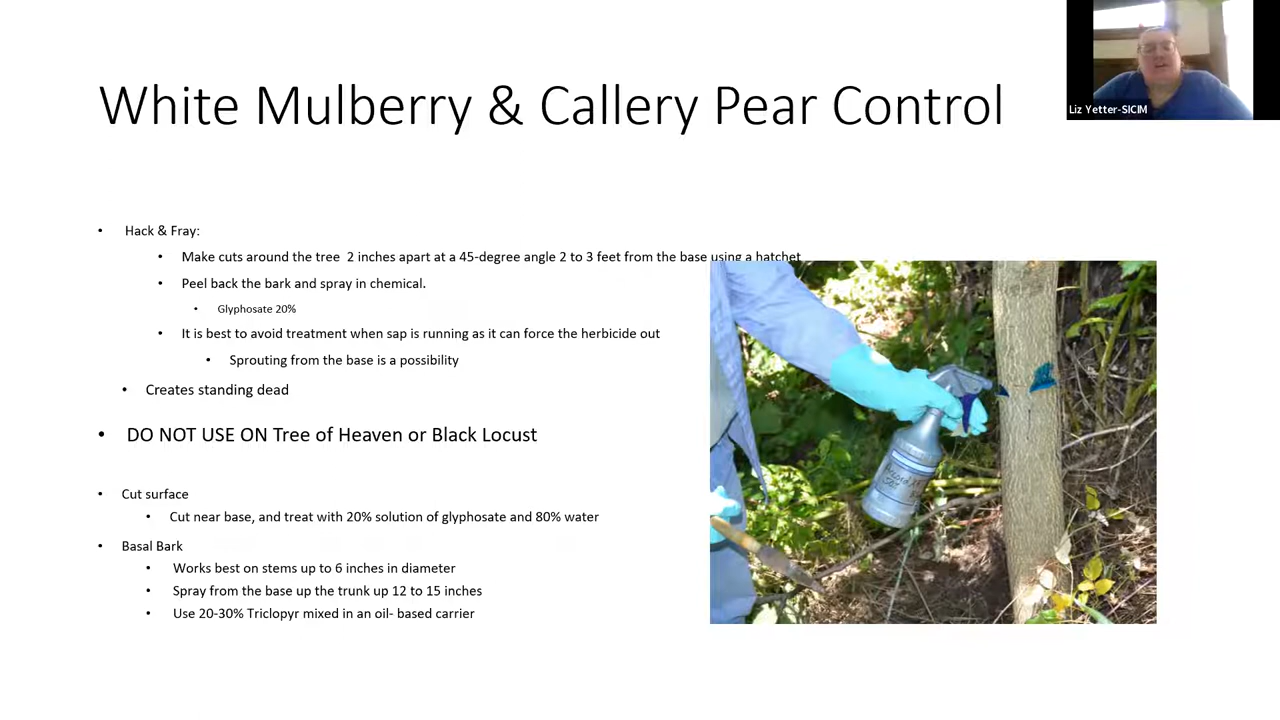 Liz Yetter-SICIM
White Mulberry & Callery Pear Control
Hack & Fray:
Make cuts around the tree 2 inches apart at a 45-degree angle 2 to 3 feet from the base using a hatchet
Peel back the bark and spray in chemical.
Glyphosate 20%
It is best to avoid treatment when sap is running as it can force the herbicide out
Sprouting from the base is a possibility
Creates standing dead
DO NOT USE ON Tree of Heaven or Black Locust
Cut surface
Cut near base, and treat with 20% solution of glyphosate and 80% water
Basal Bark
Works best on stems up to 6 inches in diameter
Spray from the base up the trunk up 12 to 15 inches
Use 20-30% Triclopyr mixed in an oil- based carrier